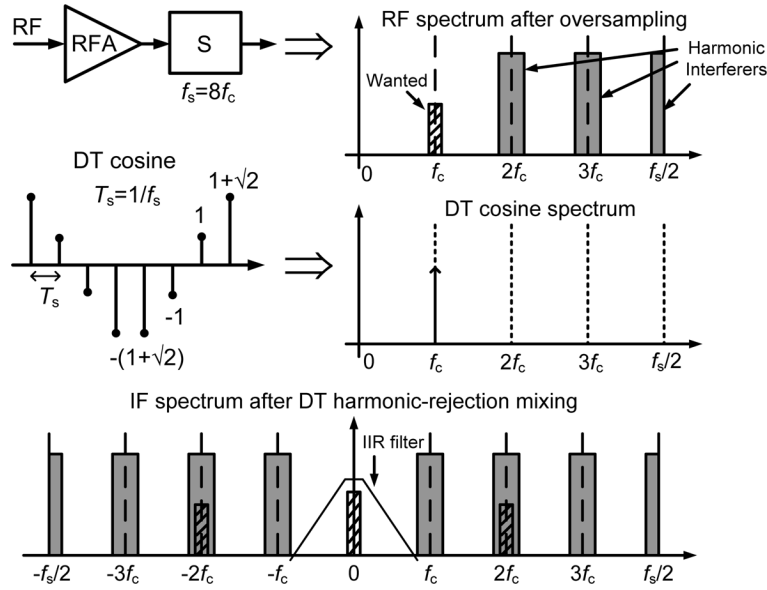 RF
RFA
S
fs=8fc
RF spectrum after oversampling
Wanted
Harmonic
Interferers
0
fc
2fc
3fc
fs/2
DT cosine
Ts=1/fs
1+√2
1
Ts
-1
-(1+√2)
DT cosine spectrum
0
fc
2fc
3fc
fs/2
IF spectrum after DT harmonic-rejection mixing
IIR filter
-fs/2
-3fc
-2fc
-fc
0
fc
2fc
3fc
fs/2